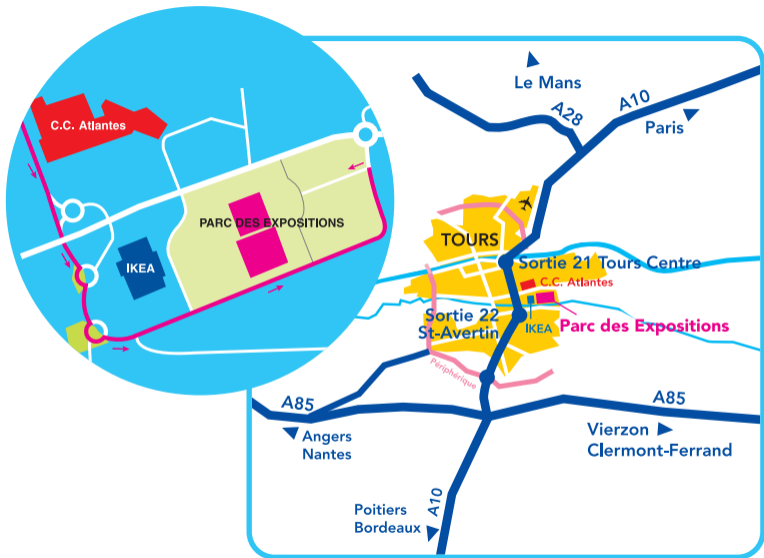 C.C. Atlantes
PARC DES EXPOSITIONS
IKEA
Le Mans
A28
A10
Paris
TOURS
Sortie 21 Tours Centre
C.C. Atlantes
Sortie 22
St-Avertin
IKEA
Parc des Expositions
Périphérique
A85
A85
Angers
Nantes
Vierzon
Clermont-Ferrand
A10
Poitiers
Bordeaux